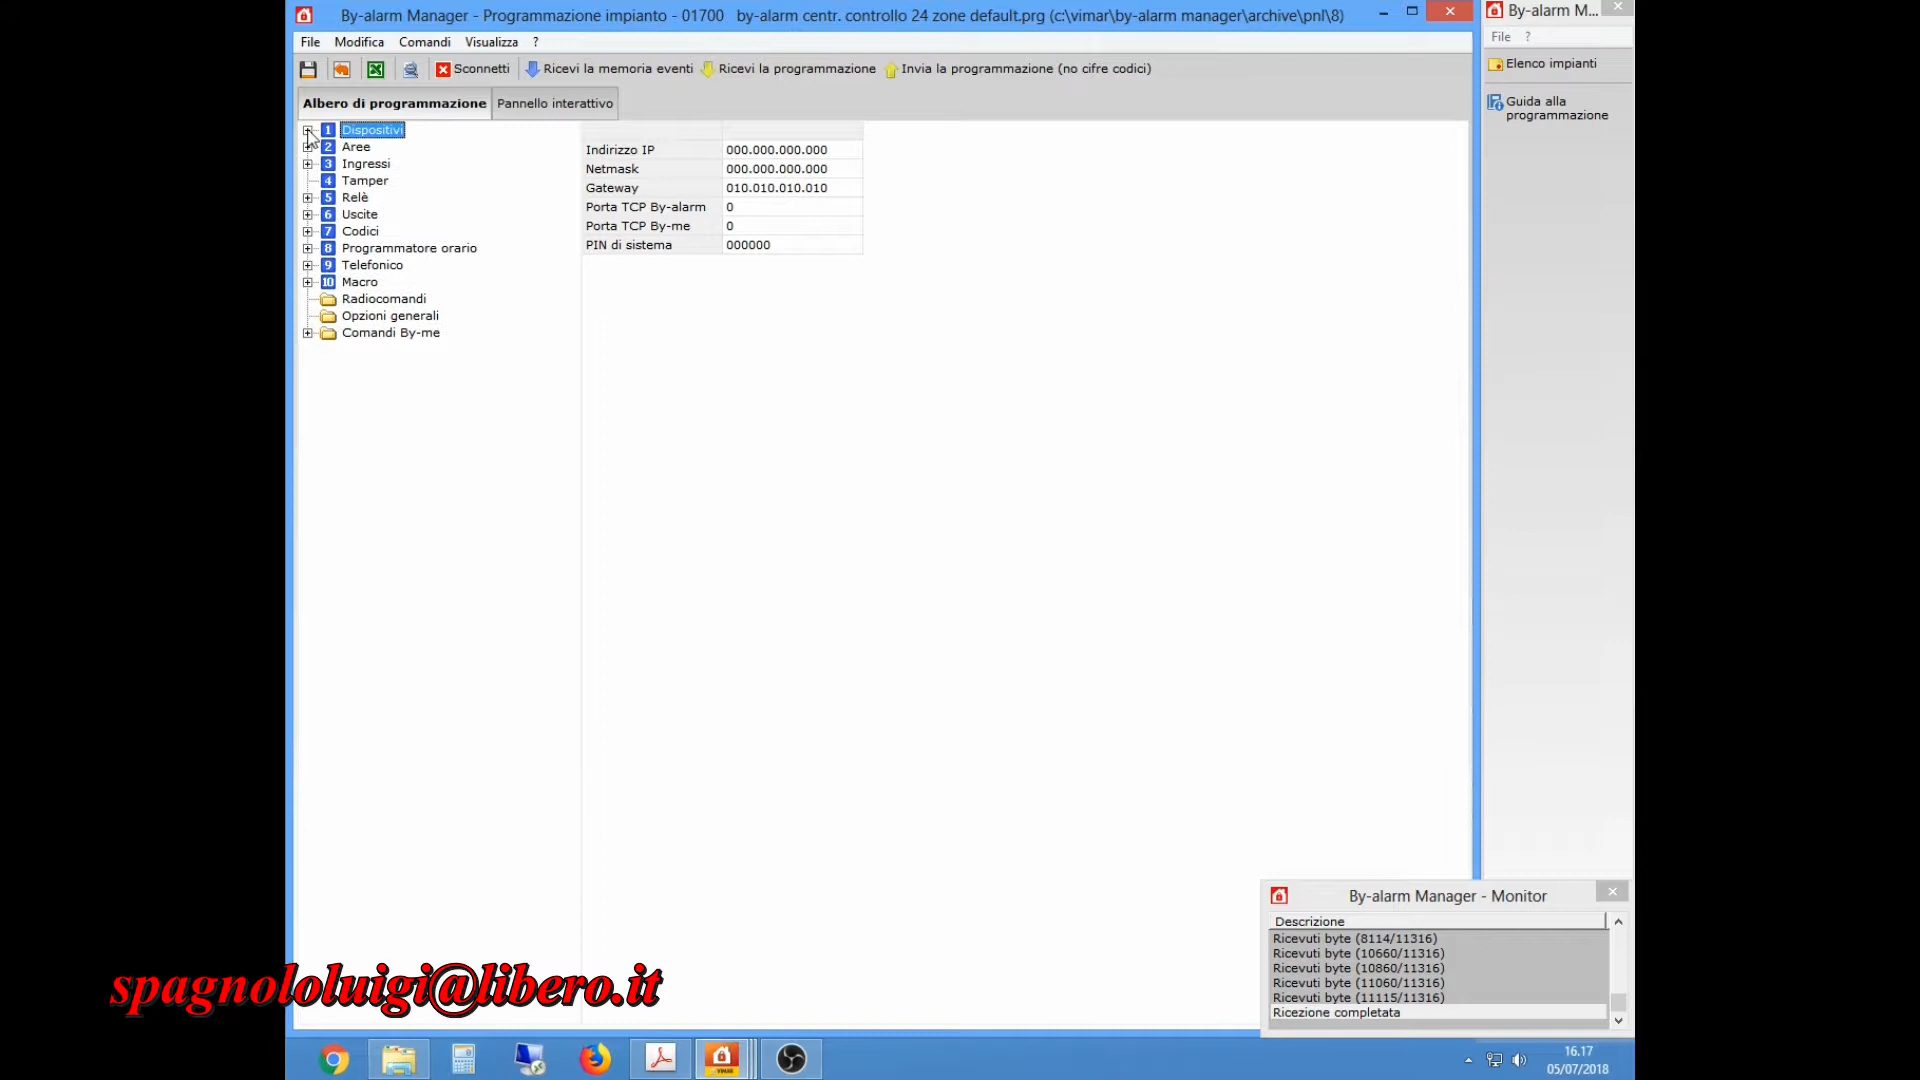 By-alarm Manager - Programmazione impianto - 01700 by-alarm centr. controllo 24 zone default.prg (c:\vimar\by-alarm manager\archive\pnl\8)
By-alarm M...
File Modifica Comandi Visualizza ?
File ?
Sconnetti Ricevi la memoria eventi Ricevi la programmazione Invia la programmazione (no cifre codici)
Elenco impianti
Guida alla
programmazione
Albero di programmazione Pannello interattivo
1 Dispositivi
2 Aree
3 Ingressi
4 Tamper
5 Relè
6 Uscite
7 Codici
8 Programmatore orario
9 Telefonico
10 Macro
Radiocomandi
Opzioni generali
Comandi By-me
Indirizzo IP 000.000.000.000
Netmask 000.000.000.000
Gateway 010.010.010.010
Porta TCP By-alarm 0
Porta TCP By-me 0
PIN di sistema 000000
By-alarm Manager - Monitor
Descrizione
Ricevuti byte (8114/11316)
Ricevuti byte (10660/11316)
Ricevuti byte (10860/11316)
Ricevuti byte (11060/11316)
Ricevuti byte (11115/11316)
Ricezione completata
spagnololuigi@libero.it
VIMAR
16.17
05/07/2018